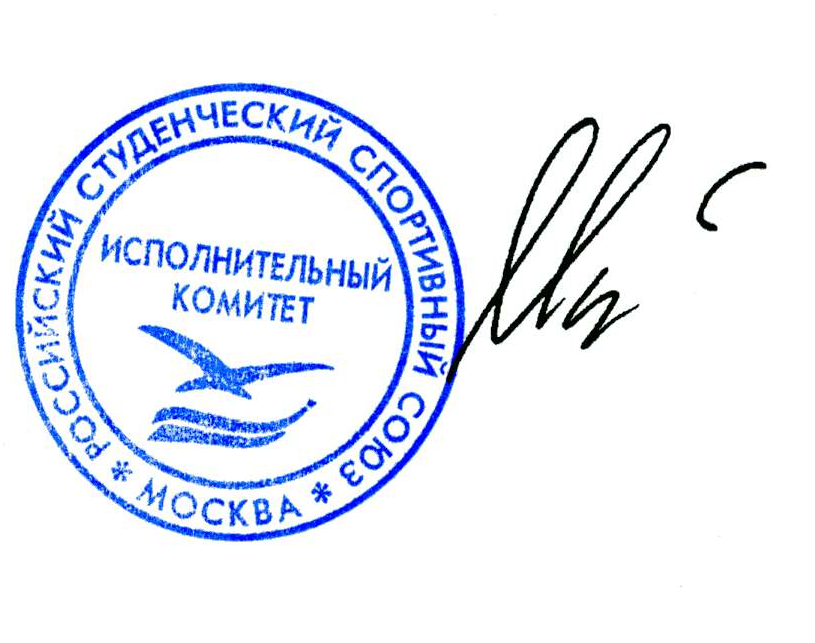 РОССИЙСКИЙ СТУДЕНЧЕСКИЙ СПОРТИВНЫЙ СОЮЗ
* МОСКВА *
ИСПОЛНИТЕЛЬНЫЙ
КОМИТЕТ